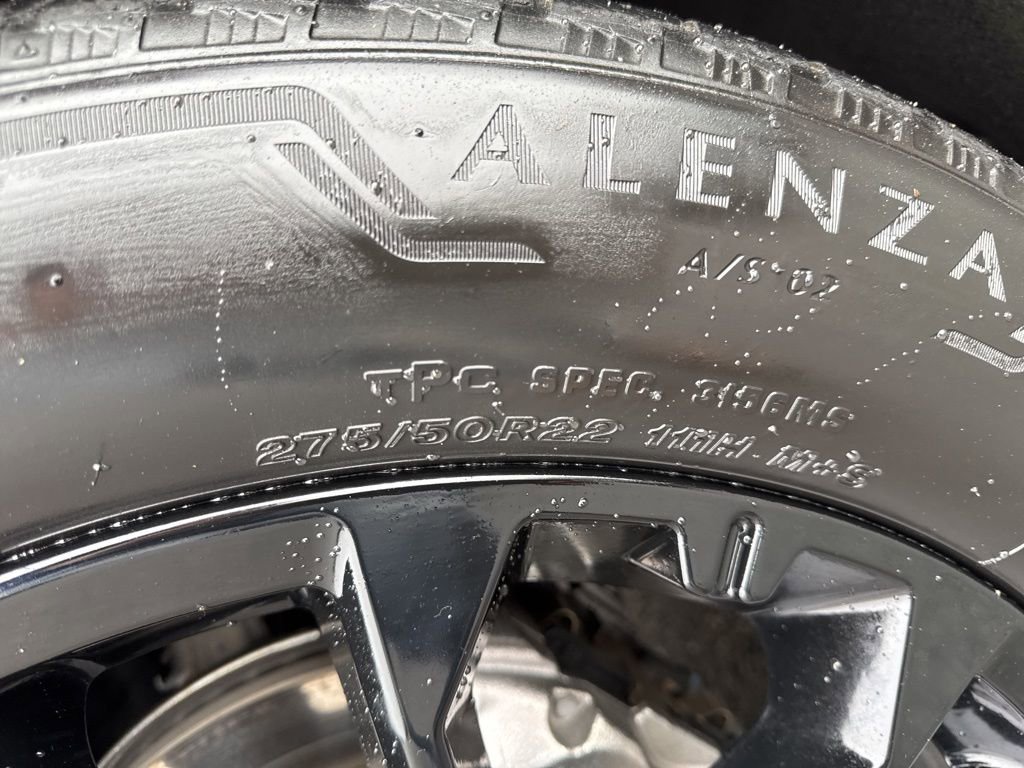 ALENZA
A/S 02
TPC SPEC. 3156MS
275/50R22 111H M+S